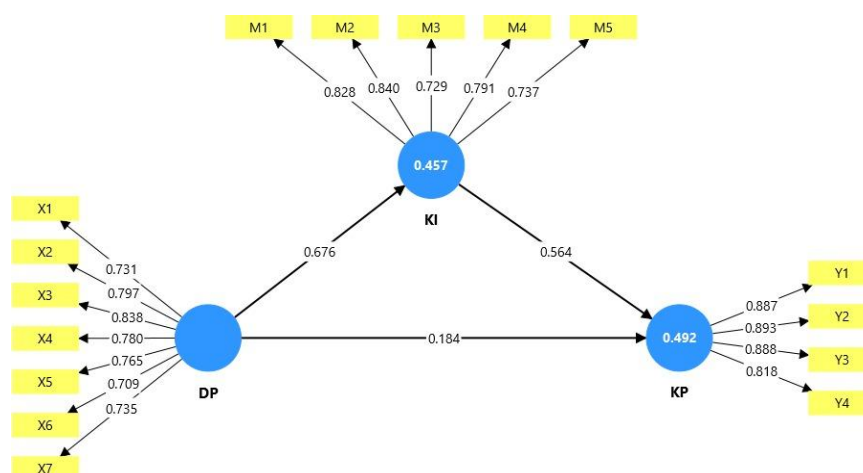 M1 M2 M3 M4 M5
0.828 0.840 0.729 0.791 0.737
0.457
KI
X1
X2
X3
X4
X5
X6
X7
0.731
0.797
0.838
0.780
0.765
0.709
0.735
DP
0.676
0.564
0.184
0.492
KP
0.887
0.893
0.888
0.818
Y1
Y2
Y3
Y4